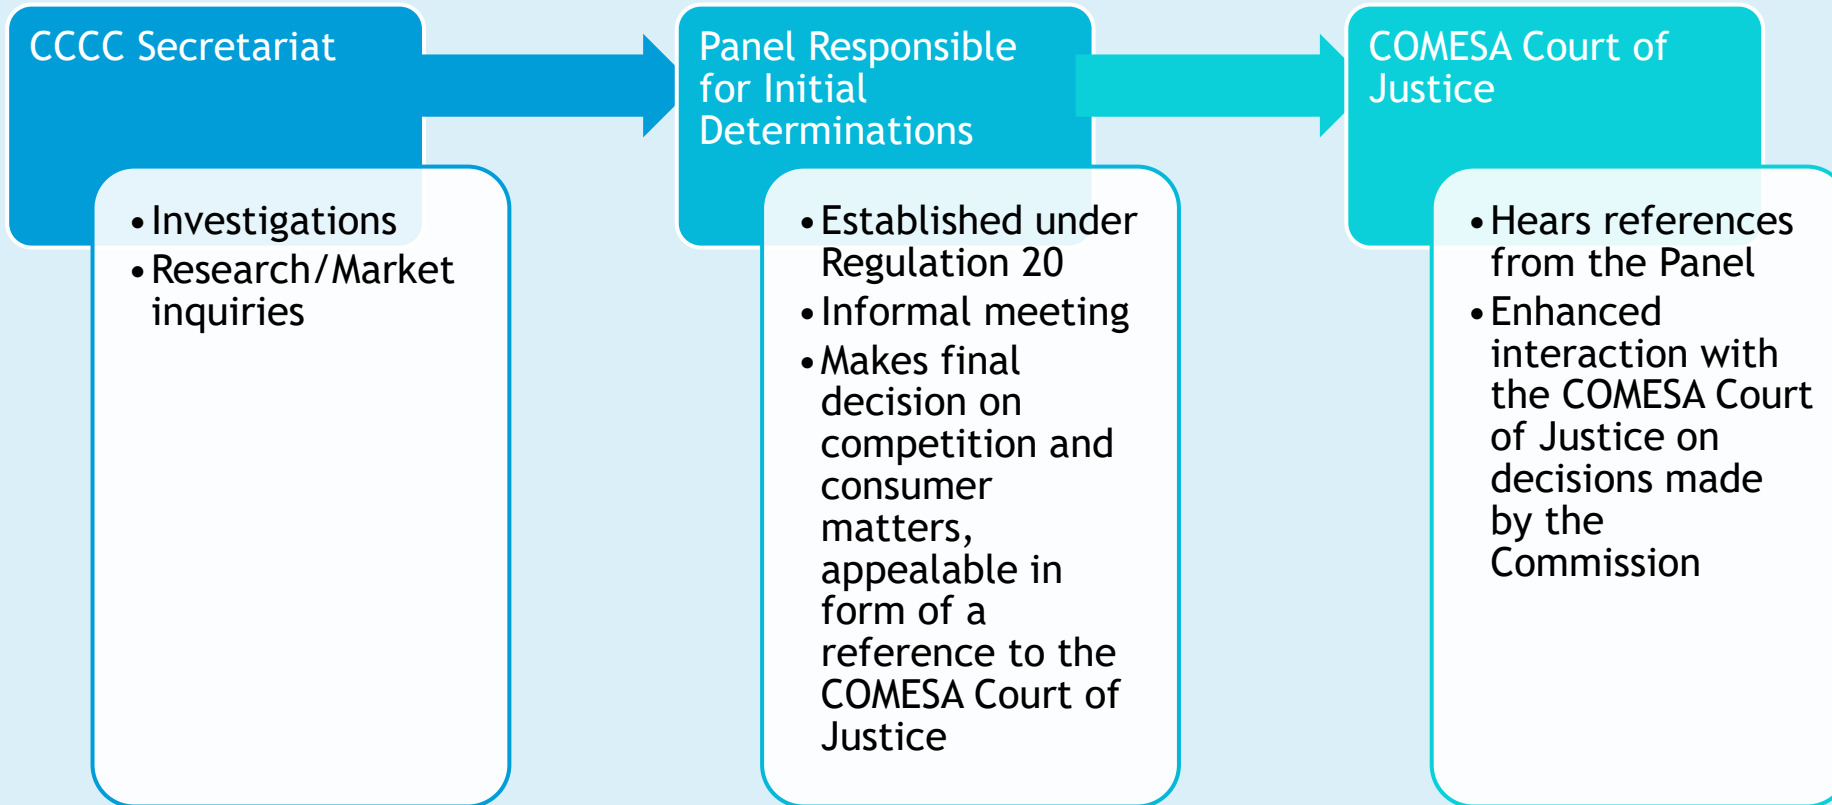 CCCC Secretariat
• Investigations
• Research/Market
inquiries
Panel Responsible
for Initial
Determinations
• Established under
Regulation 20
• Informal meeting
• Makes final
decision on
competition and
consumer
matters,
appealable in
form of a
reference to the
COMESA Court of
Justice
COMESA Court of
Justice
• Hears references
from the Panel
• Enhanced
interaction with
the COMESA Court
of Justice on
decisions made
by the
Commission